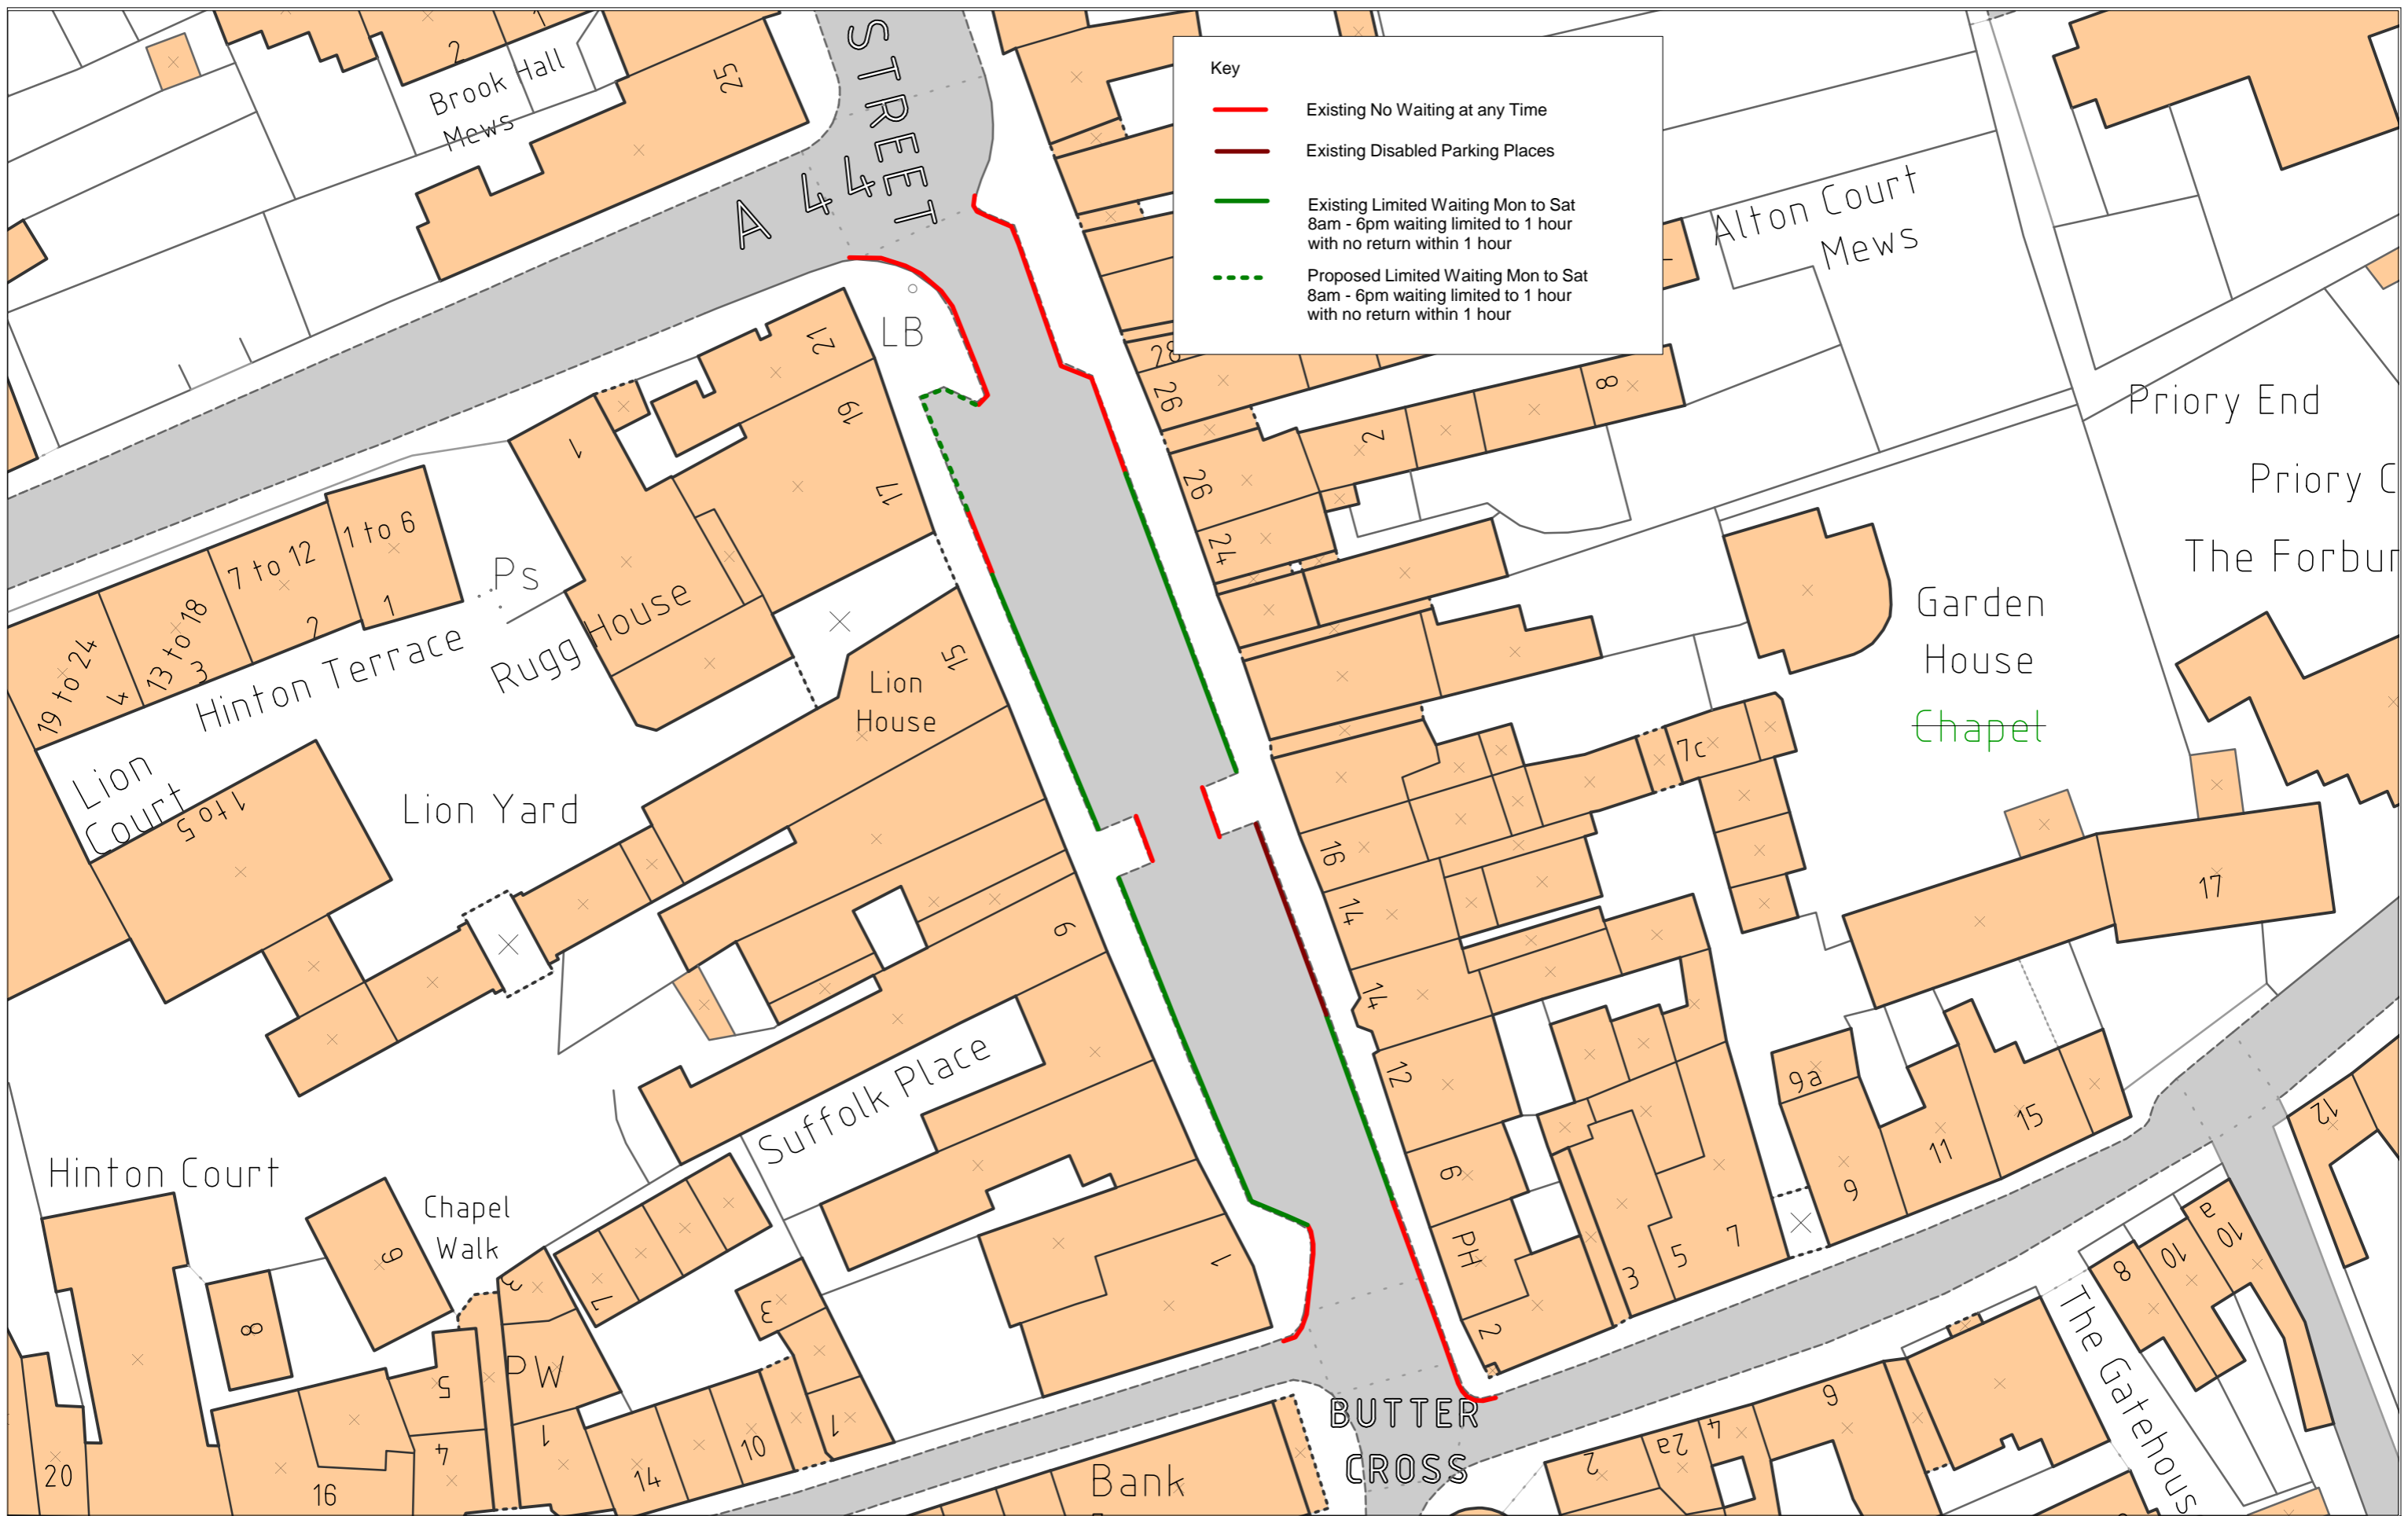 Key
Existing No Waiting at any Time
Existing Disabled Parking Places
Existing Limited Waiting Mon to Sat
8am - 6pm waiting limited to 1 hour
with no return within 1 hour
Proposed Limited Waiting Mon to Sat
8am - 6pm waiting limited to 1 hour
with no return within 1 hour
STREET
A 44
2
25
Brook Hall
Mews
Alton Court
Mews
LB
21
19
17
1
28
26
26
24
2
8
Priory End
Priory C
The Forbur
1 to 6
7 to 12
13 to 18
19 to 24
1
2
3
4
Ps
Hinton Terrace
Rugg House
15
Lion
House
Garden
House
Chapel
Lion
Court
1 to 5
Lion Yard
7c
16
14
14
12
9
17
Suffolk Place
Hinton Court
Chapel
Walk
6
8
3
7
3
1
6
PH
2
3
5
7
9a
9
11
15
12
10a
10
8
The Gatehous
PW
5
4
1
1
20
16
14
10
BUTTER
CROSS
Bank
2
2a
4
6